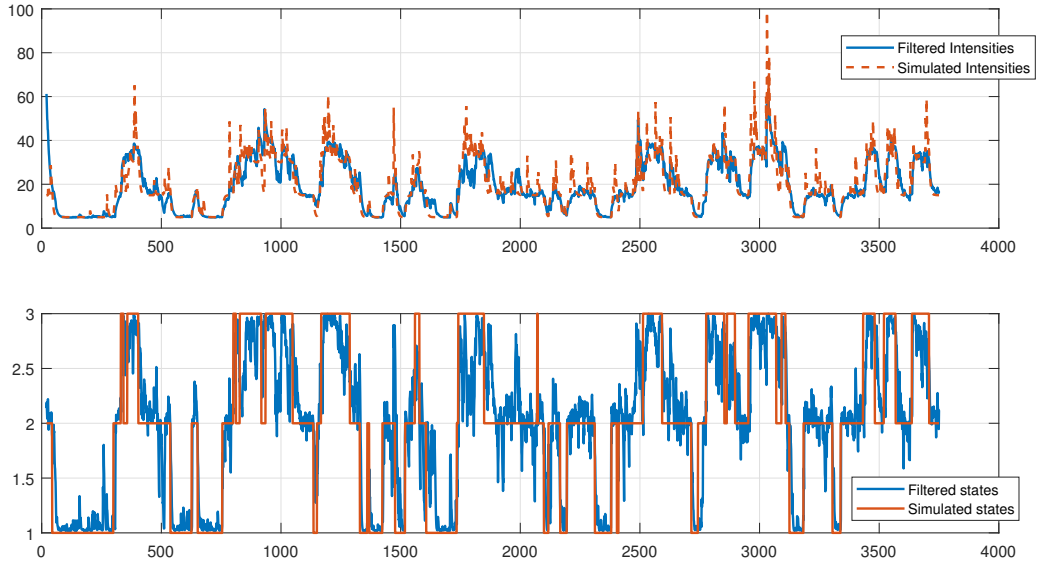 100
80
60
40
20
0
0 500 1000 1500 2000 2500 3000 3500 4000
Filtered Intensities
Simulated Intensities
3
2.5
2
1.5
1
0 500 1000 1500 2000 2500 3000 3500 4000
Filtered states
Simulated states